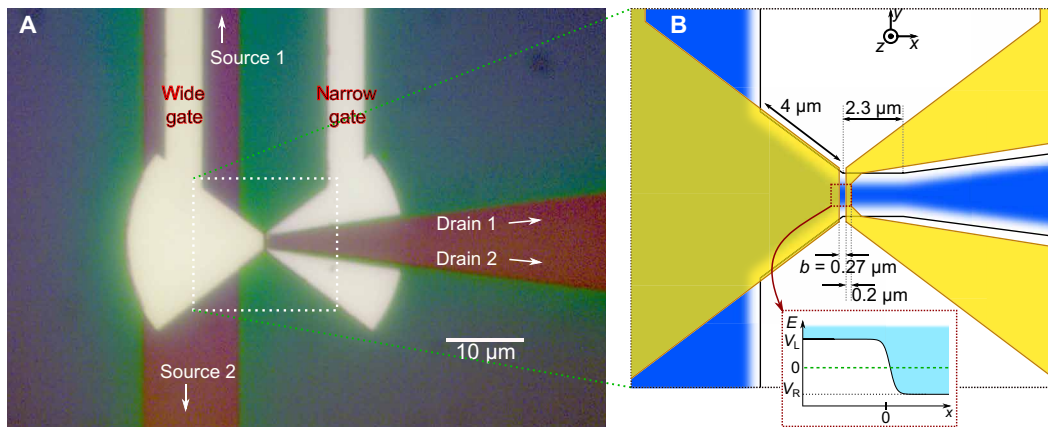 A
Source 1
Wide
gate
Narrow
gate
Drain 1
Drain 2
10 µm
Source 2
B
y
z
x
4 µm
2.3 µm
b = 0.27 µm
0.2 µm
E
V_L
0
V_R
0
x